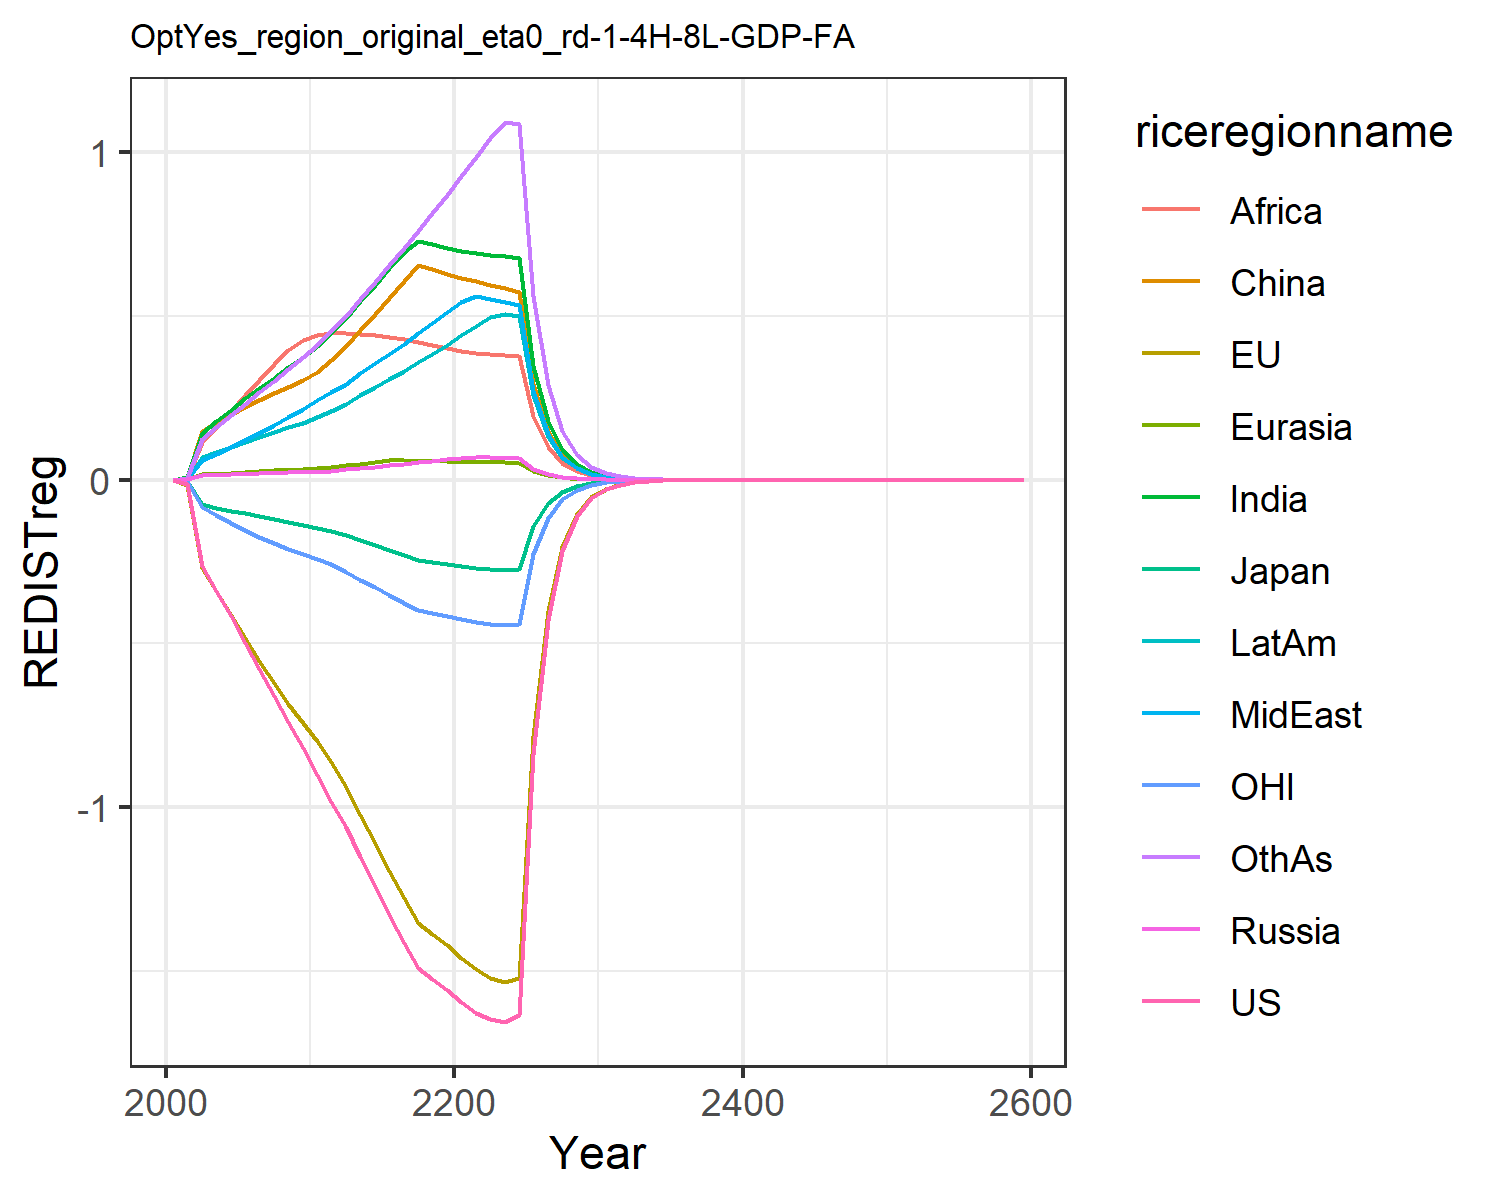 OptYes_region_original_eta0_rd-1-4H-8L-GDP-FA
1
0
-1
REDISTreg
2000
2200
2400
2600
Year
riceregionname
Africa
China
EU
Eurasia
India
Japan
LatAm
MidEast
OHI
OthAs
Russia
US